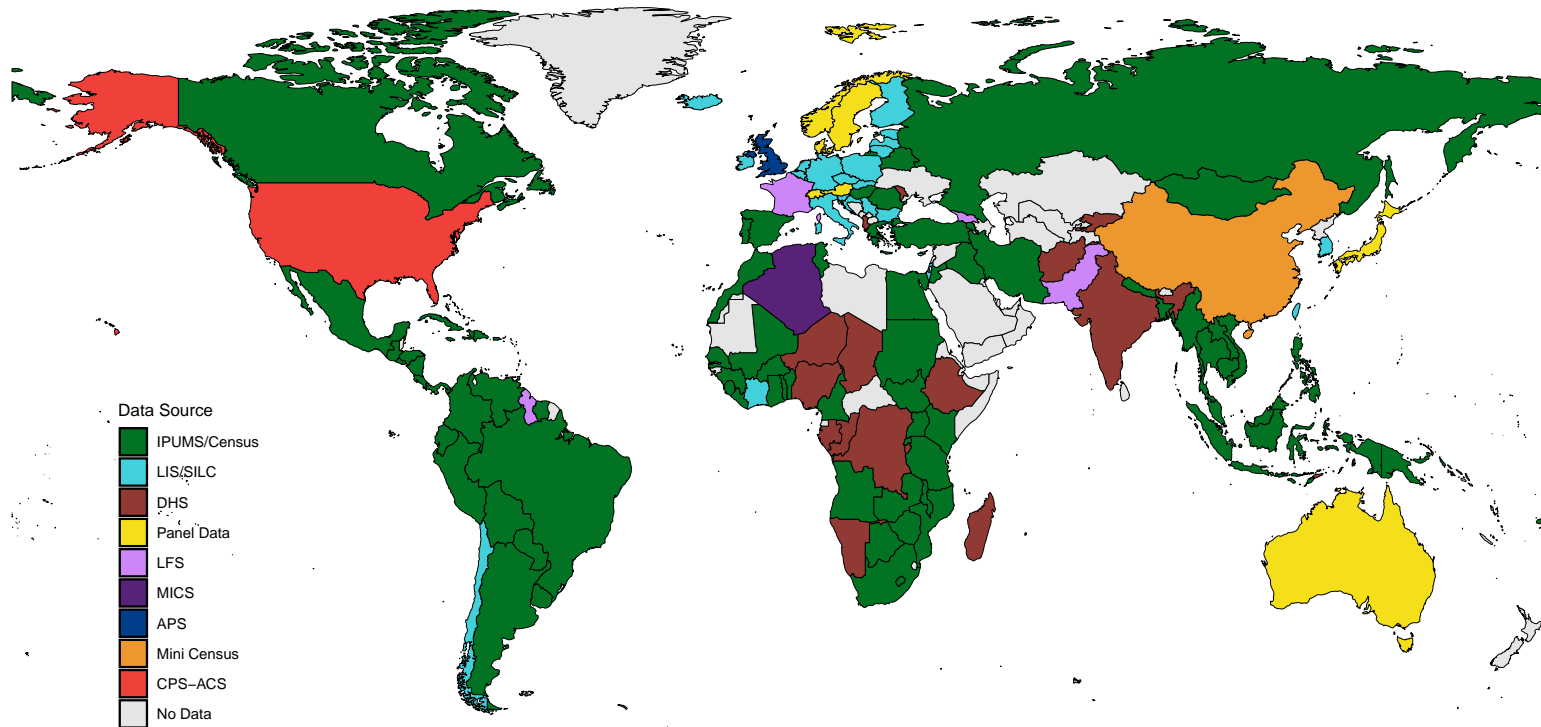 Data Source
IPUMS/Census
LIS/SILC
DHS
Panel Data
LFS
MICS
APS
Mini Census
CPS−ACS
No Data